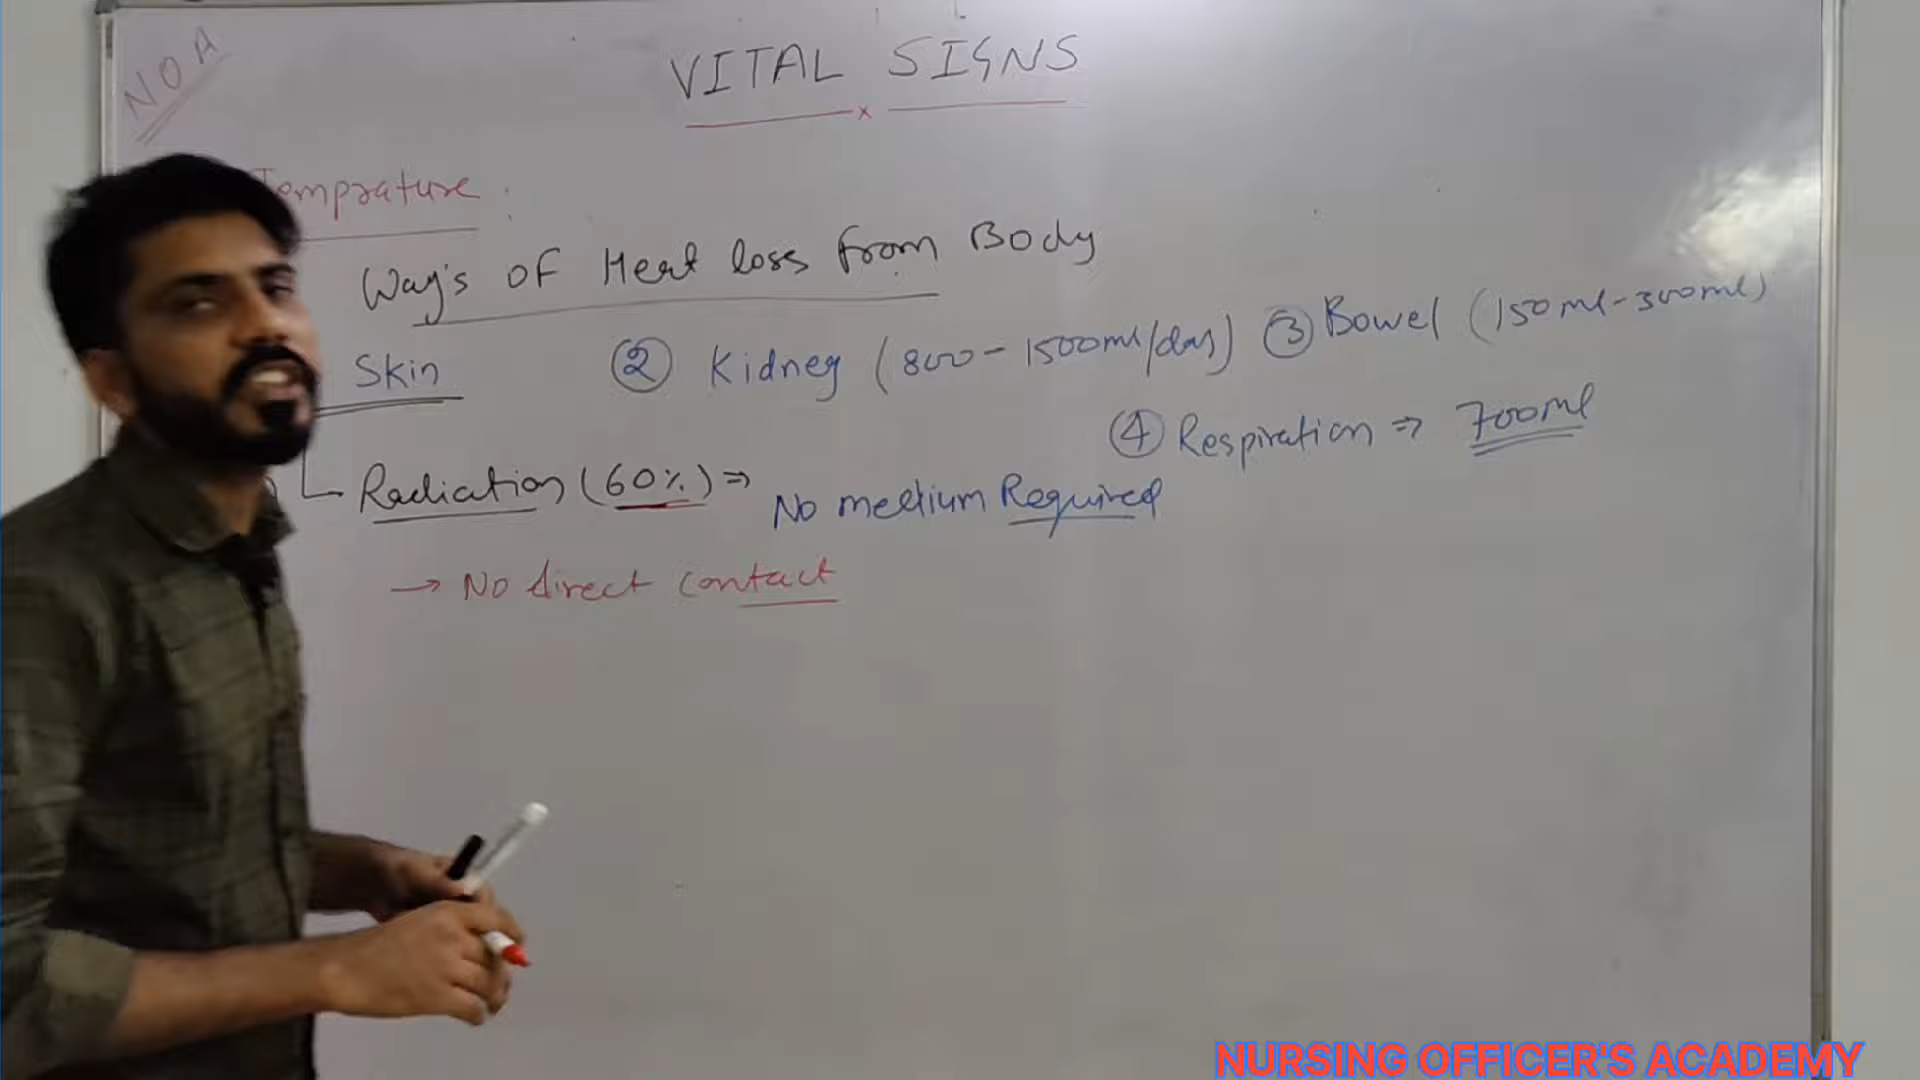 NOA
VITAL SIGNS
x
Temprature :
Way's OF Heat loss from Body
Skin
② Kidney (800-1500ml/day) ③ Bowel (150ml-300ml)
④ Respiration ⇒ 700ml
Radiation (60%) ⇒ No medium Required
→ No direct contact
NURSING OFFICER'S ACADEMY